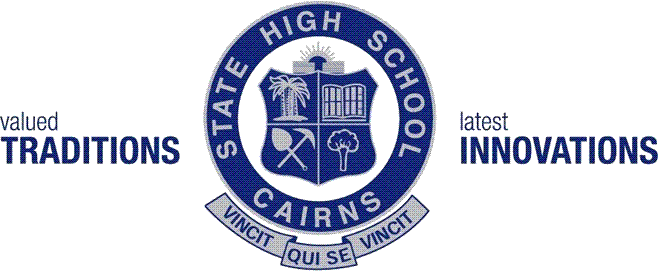 valued
TRADITIONS
STATE HIGH SCHOOL
CAIRNS
VINCIT QUI SE VINCIT
latest
INNOVATIONS